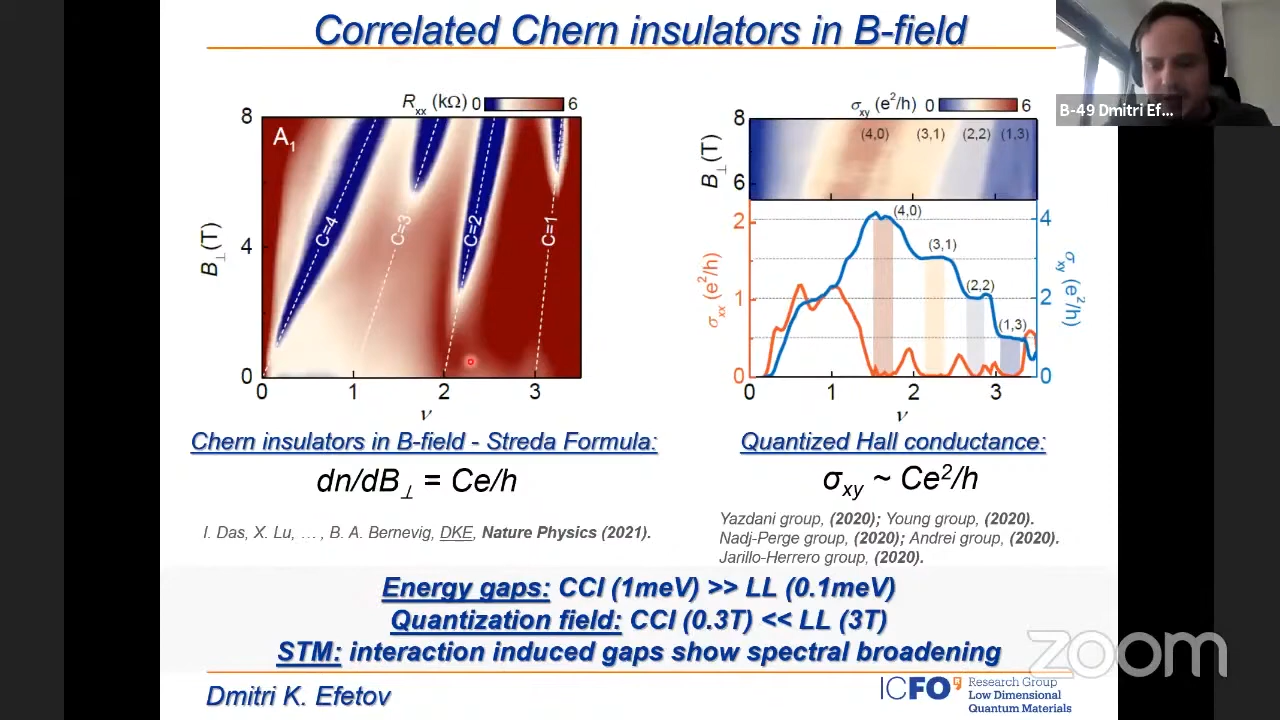 Correlated Chern insulators in B-field
B-49 Dmitri Ef...
Rxx (kΩ) 0 6
A1
8
4
0
B⊥(T)
C=4
C=3
C=2
C=1
0 1 2 3
ν
σxy (e²/h) 0 6
8
6
B⊥(T)
(4,0) (3,1) (2,2) (1,3)
2
1
0
σxx (e²/h)
(4,0)
(3,1)
(2,2)
(1,3)
4
2
0
σxy (e²/h)
0 1 2 3
ν
Chern insulators in B-field - Streda Formula:
dn/dB⊥ = Ce/h
I. Das, X. Lu, … , B. A. Bernevig, DKE, Nature Physics (2021).
Quantized Hall conductance:
σxy ~ Ce²/h
Yazdani group, (2020); Young group, (2020).
Nadj-Perge group, (2020); Andrei group, (2020).
Jarillo-Herrero group, (2020).
Energy gaps: CCI (1meV) >> LL (0.1meV)
Quantization field: CCI (0.3T) << LL (3T)
STM: interaction induced gaps show spectral broadening
zoom
Dmitri K. Efetov
ICFO
Research Group
Low Dimensional
Quantum Materials